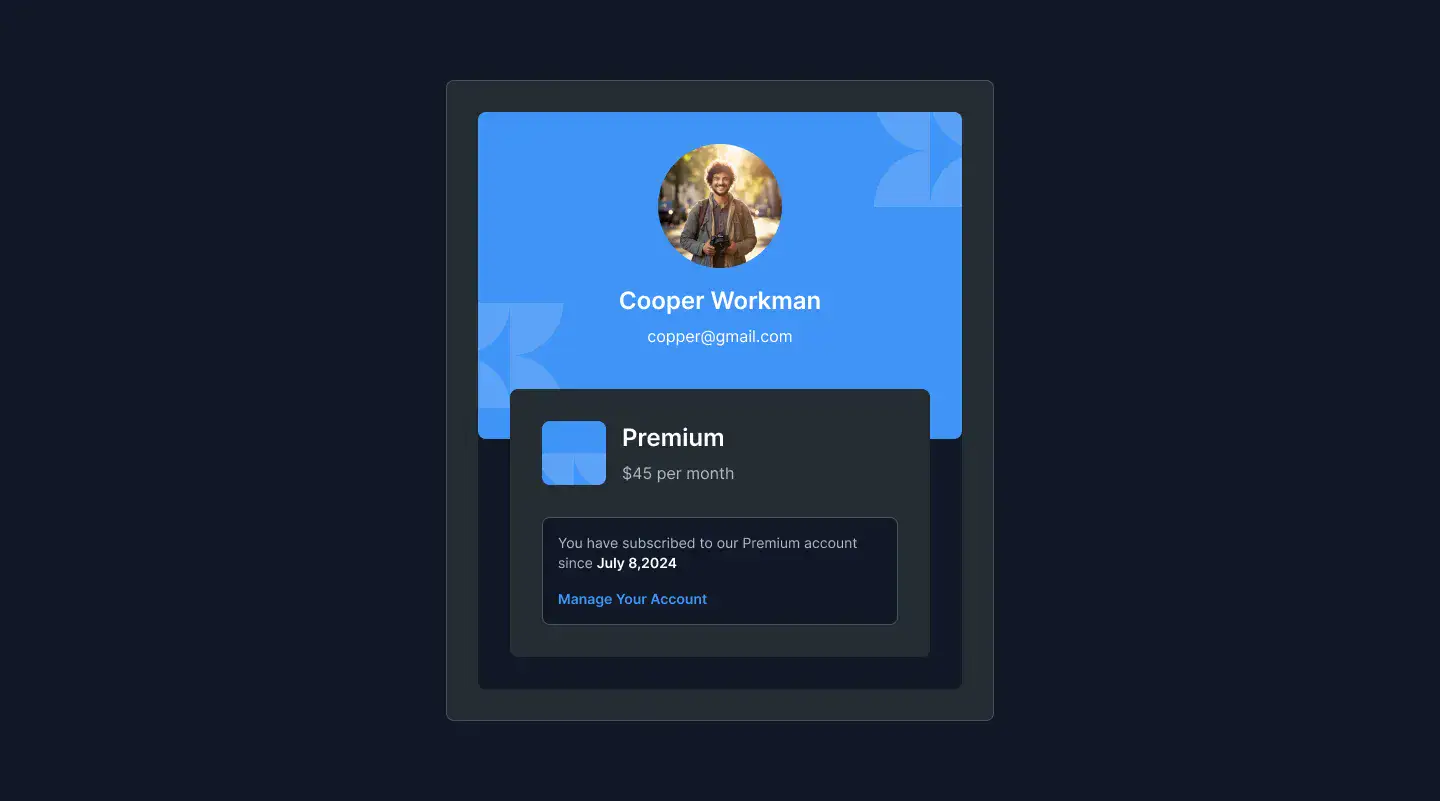 Cooper Workman
copper@gmail.com
Premium
$45 per month
You have subscribed to our Premium account
since July 8,2024
Manage Your Account